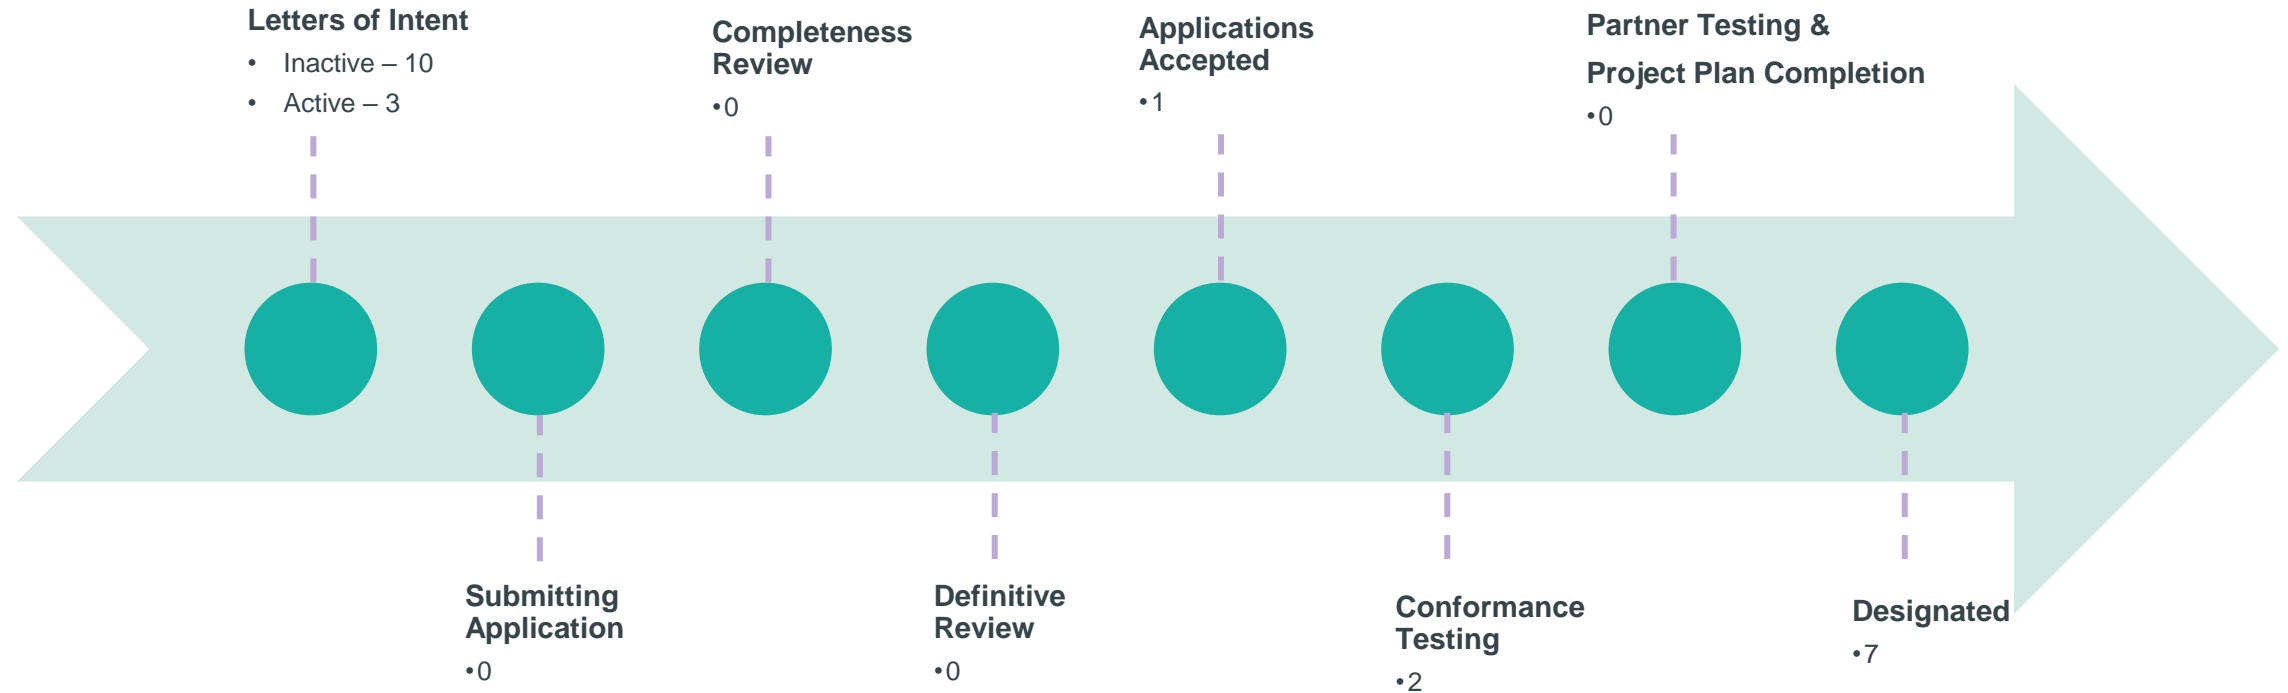 Letters of Intent
• Inactive – 10
• Active – 3
Completeness
Review
•0
Applications
Accepted
•1
Partner Testing &
Project Plan Completion
•0
Submitting
Application
•0
Definitive
Review
•0
Conformance
Testing
•2
Designated
•7